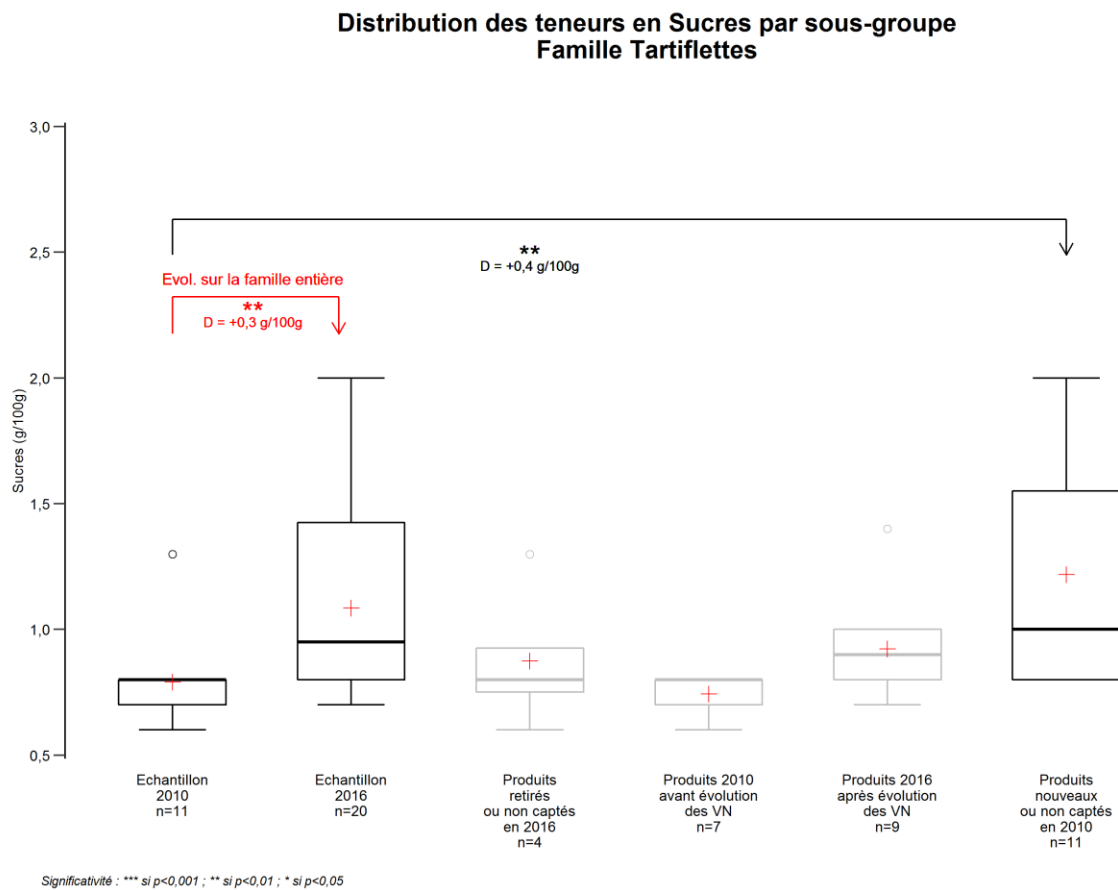 Distribution des teneurs en Sucres par sous-groupe
Famille Tartiflettes
3,0
2,5
2,0
1,5
1,0
0,5
Sucres (g/100g)
**
D = +0,4 g/100g
Evol. sur la famille entière
**
D = +0,3 g/100g
Echantillon
2010
n=11
Echantillon
2016
n=20
Produits
retirés
ou non captés
en 2016
n=4
Produits 2010
avant évolution
des VN
n=7
Produits 2016
après évolution
des VN
n=9
Produits
nouveaux
ou non captés
en 2010
n=11
Significativité : *** si p<0,001 ; ** si p<0,01 ; * si p<0,05